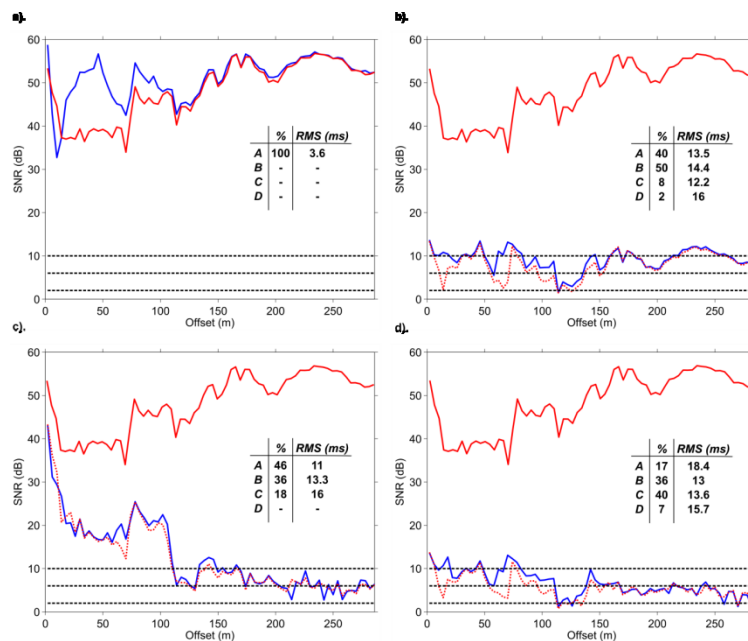 a).
60
50
40
30
20
10
0
SNR (dB)
0 50 100 150 200 250
Offset (m)
% RMS (ms)
A 100 3.6
B - -
C - -
D - -
b).
60
50
40
30
20
10
0
SNR (dB)
0 50 100 150 200 250
Offset (m)
% RMS (ms)
A 40 13.5
B 50 14.4
C 8 12.2
D 2 16
c).
60
50
40
30
20
10
0
SNR (dB)
0 50 100 150 200 250
Offset (m)
% RMS (ms)
A 46 11
B 36 13.3
C 18 16
D - -
d).
60
50
40
30
20
10
0
SNR (dB)
0 50 100 150 200 250
Offset (m)
% RMS (ms)
A 17 18.4
B 36 13
C 40 13.6
D 7 15.7